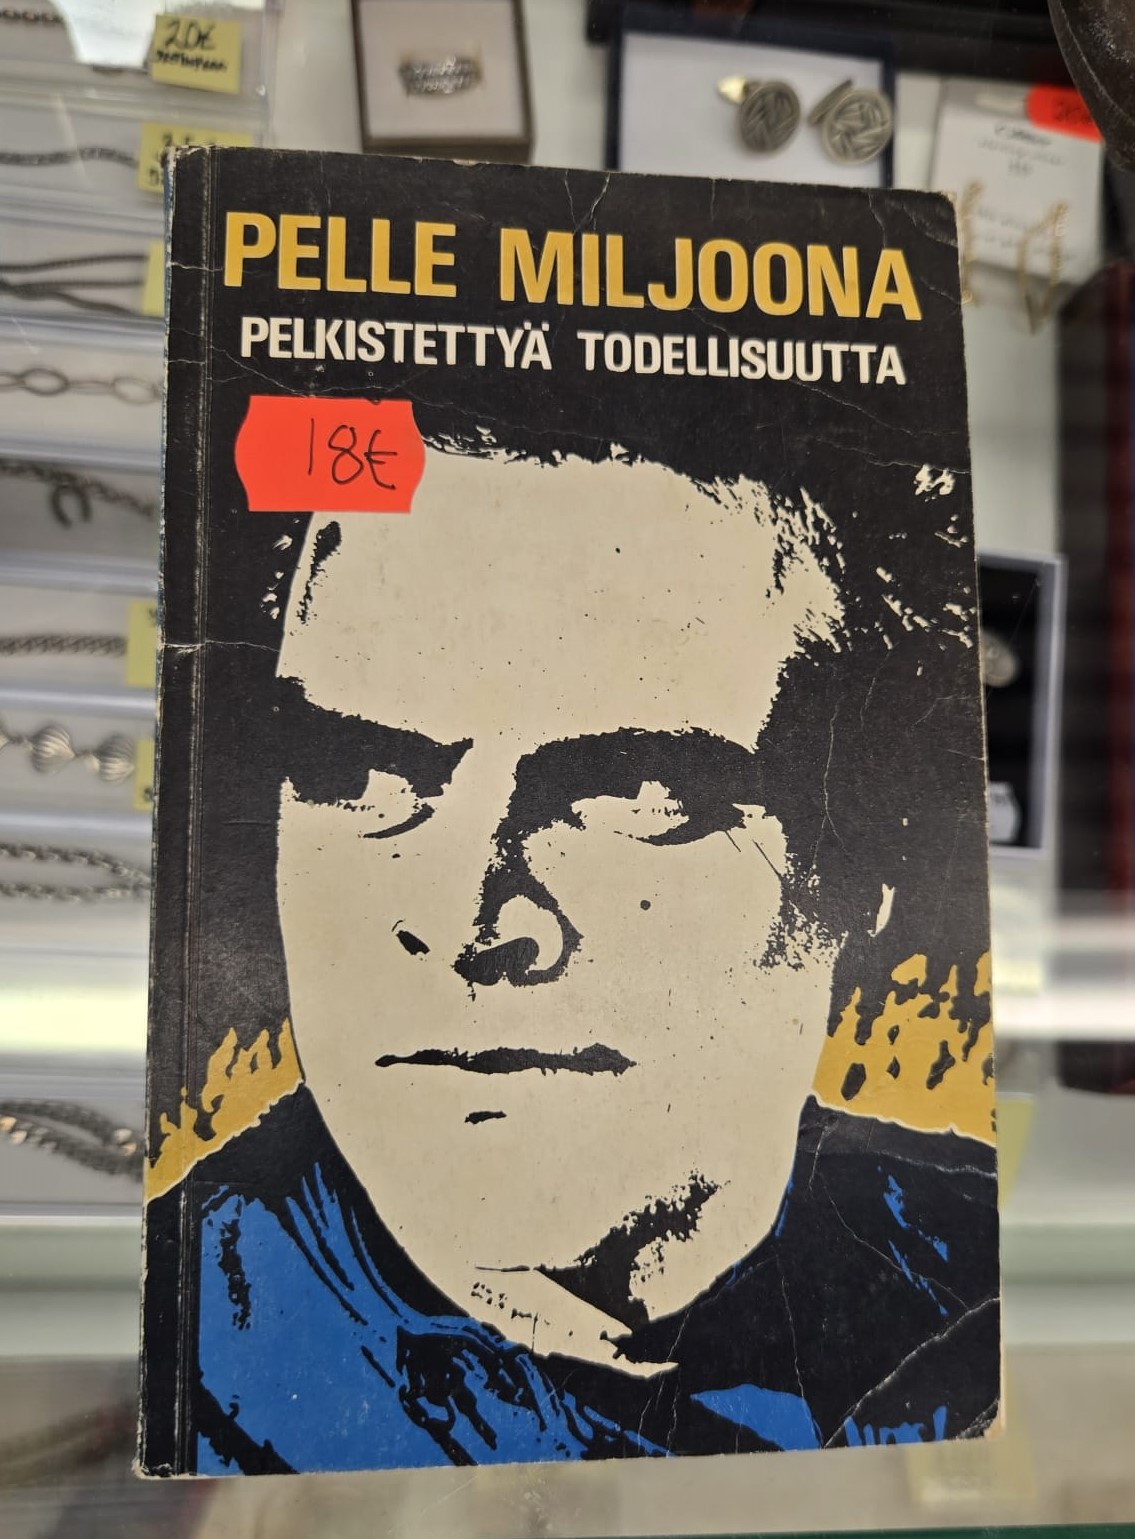 20€
PELLE MILJOONA
PELKISTETTYÄ TODELLISUUTTA
18€